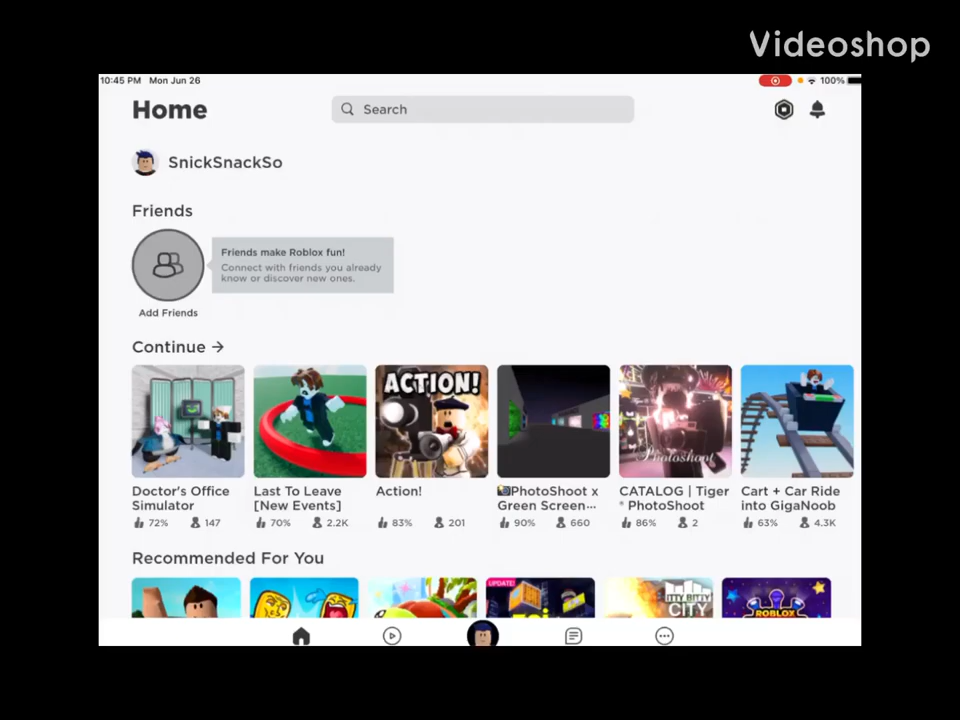 Videoshop
10:45 PM Mon Jun 26
100%
Home
Search
SnickSnackSo
Friends
Friends make Roblox fun!
Connect with friends you already
know or discover new ones.
Add Friends
Continue →
ACTION!
Photoshoot
Doctor's Office
Simulator
72% 147
Last To Leave
[New Events]
70% 2.2K
Action!
83% 201
📸PhotoShoot x
Green Screen...
90% 660
CATALOG | Tiger
® PhotoShoot
86% 2
Cart + Car Ride
into GigaNoob
63% 4.3K
Recommended For You
UPDATE!
ITTY BITTY
CITY
ROBLOX